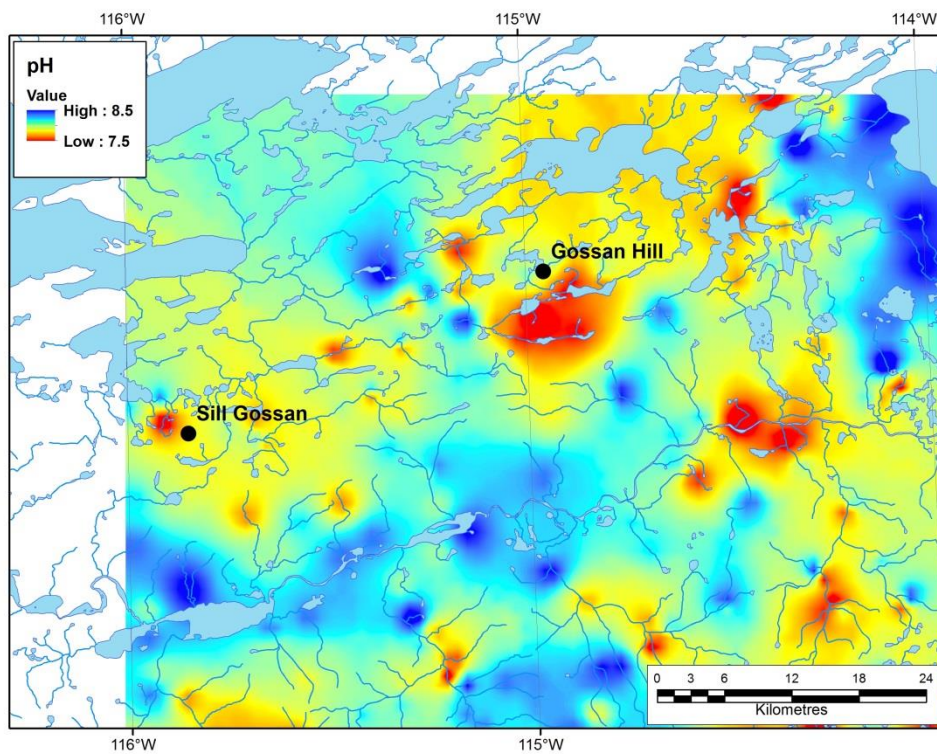 116°W
115°W
114°W
pH
Value
High : 8.5
Low : 7.5
Gossan Hill
Sill Gossan
0 3 6 12 18 24
Kilometres
116°W
115°W
114°W